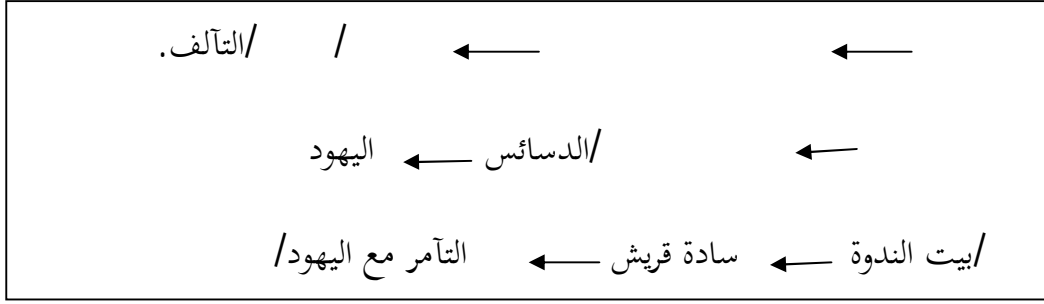 ← ← / /التآلف.
← /الدسائس ← اليهود
/بيت الندوة ← سادة قريش ← التآمر مع اليهود/